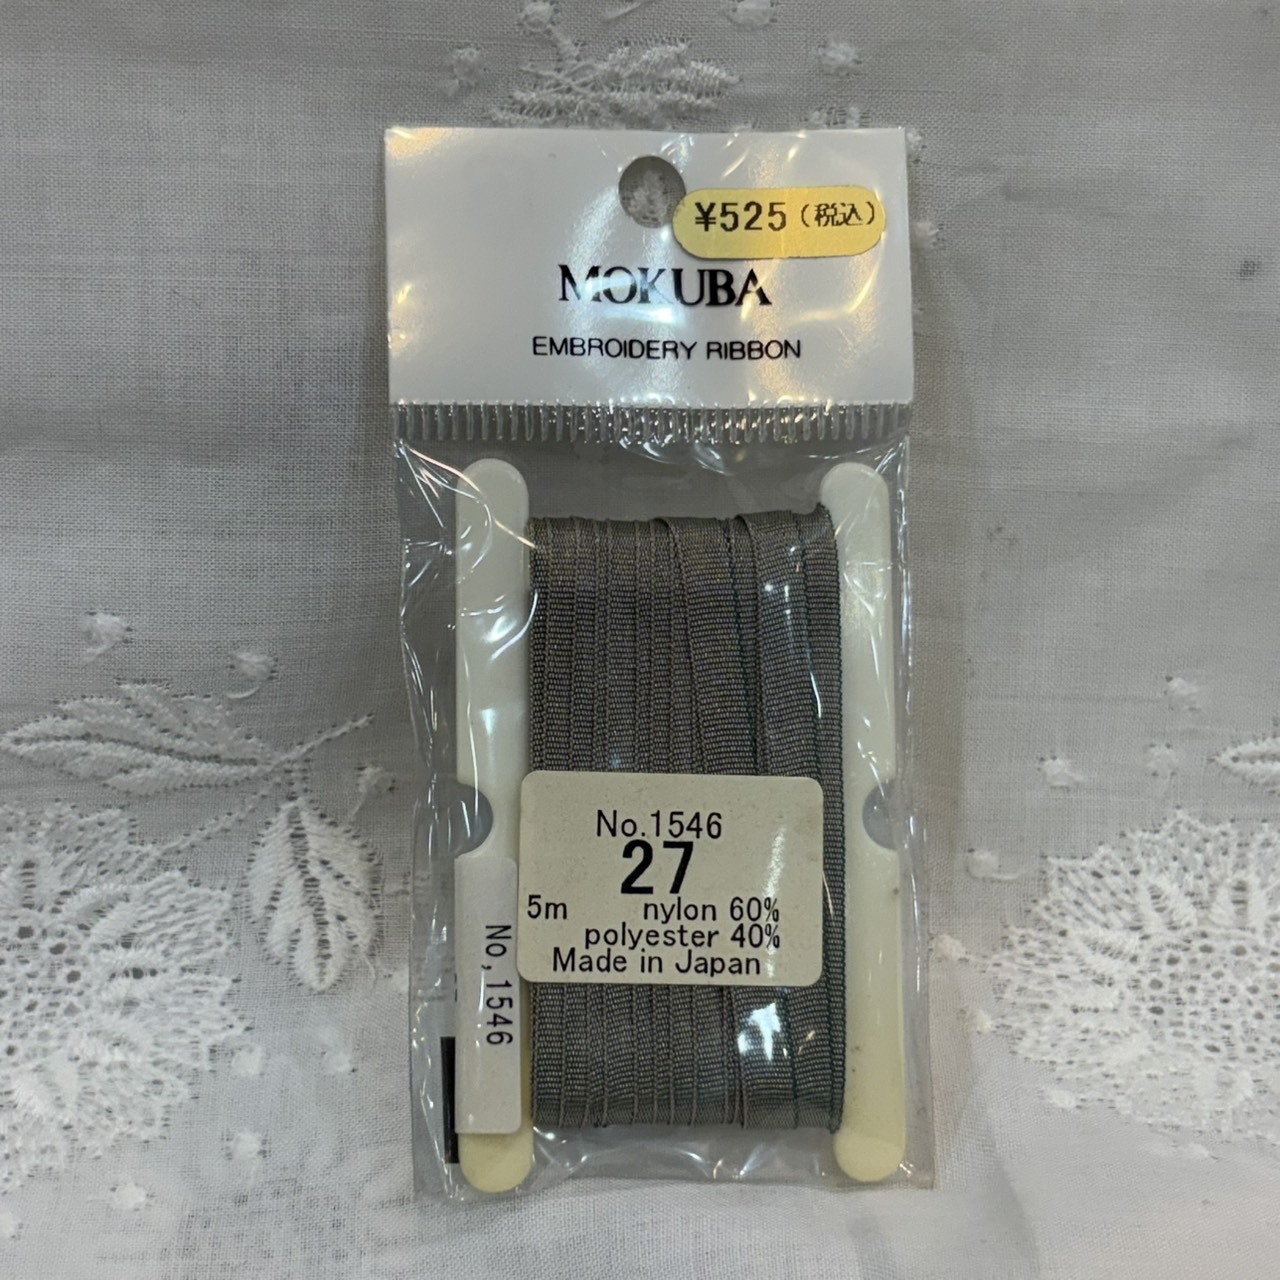 ¥525(税込)
MOKUBA
EMBROIDERY RIBBON
No.1546
27
5m nylon 60%
polyester 40%
Made in Japan
No,1546